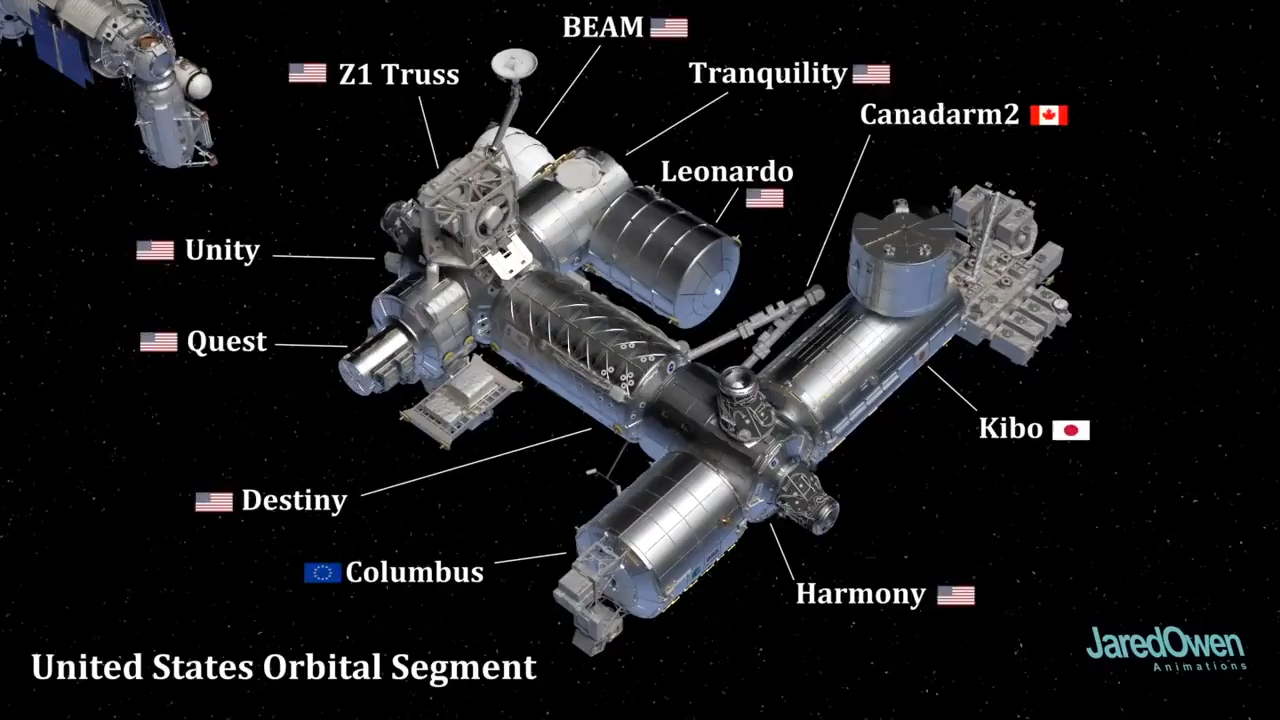 BEAM
Z1 Truss
Tranquility
Canadarm2
Leonardo
Unity
Quest
Kibo
Destiny
Columbus
Harmony
United States Orbital Segment
JaredOwen
Animations